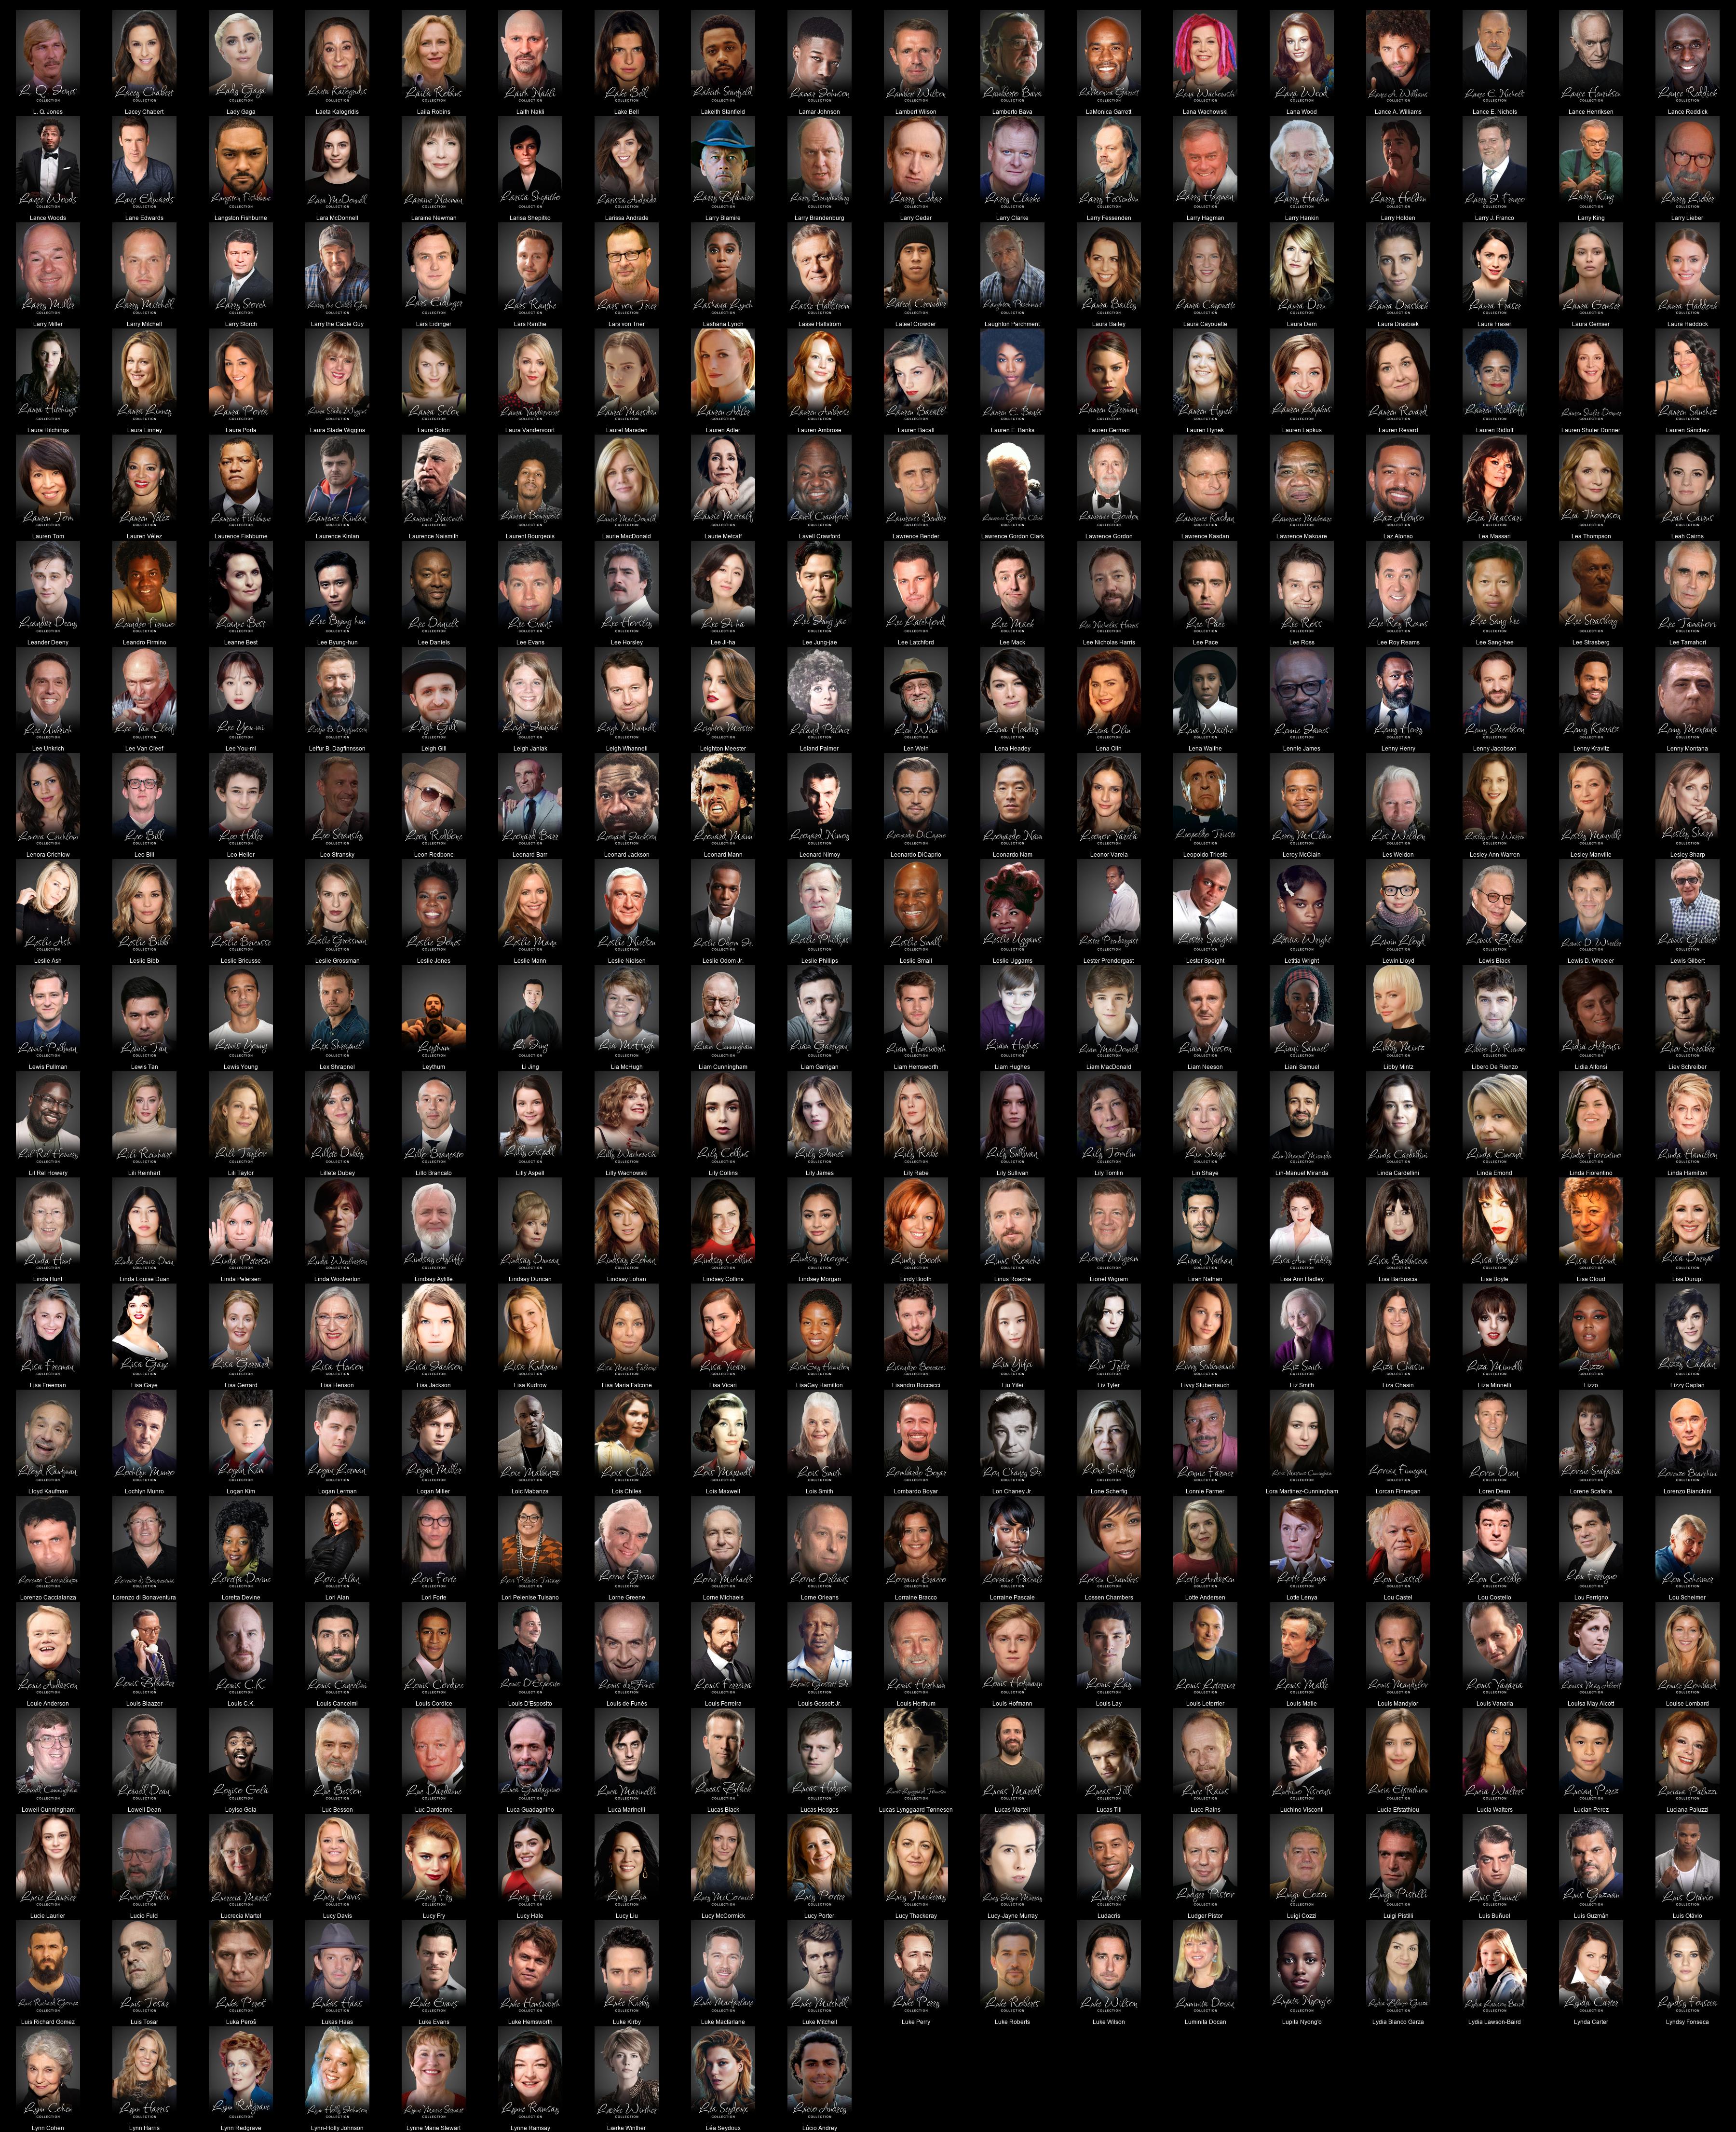 L. Q. Jones Lacey Chabert Lady Gaga Laeta Kalogridis Laila Robins Laith Nakli Lake Bell Lakeith Stanfield Lamar Johnson Lambert Wilson Lamberto Bava LaMonica Garrett Lana Wachowski Lana Wood Lance A. Williams Lance E. Nichols Lance Henriksen Lance Reddick
Lance Woods Lane Edwards Langston Fishburne Lara McDonnell Laraine Newman Larisa Shepitko Larissa Andrade Larry Blamire Larry Brandenburg Larry Cedar Larry Clarke Larry Fessenden Larry Hagman Larry Hankin Larry Holden Larry J. Franco Larry King Larry Lieber
Larry Miller Larry Mitchell Larry Storch Larry the Cable Guy Lars Eidinger Lars Ranthe Lars von Trier Lashana Lynch Lasse Hallström Lateef Crowder Laughton Parchment Laura Bailey Laura Cayouette Laura Dern Laura Drasbæk Laura Fraser Laura Gemser Laura Haddock
Laura Hitchings Laura Linney Laura Porta Laura Slade Wiggins Laura Solon Laura Vandervoort Laurel Marsden Lauren Adler Lauren Ambrose Lauren Bacall Lauren E. Banks Lauren German Lauren Hynek Lauren Lapkus Lauren Revard Lauren Ridloff Lauren Shuler Donner Lauren Sánchez
Lauren Tom Lauren Vélez Laurence Fishburne Laurence Kinlan Laurence Naismith Laurent Bourgeois Laurie MacDonald Laurie Metcalf Lavell Crawford Lawrence Bender Lawrence Gordon Clark Lawrence Gordon Lawrence Kasdan Lawrence Makoare Laz Alonso Lea Massari Lea Thompson Leah Cairns
Leander Deeny Leandro Firmino Leanne Best Lee Byung-hun Lee Daniels Lee Evans Lee Horsley Lee Ji-ha Lee Jung-jae Lee Latchford Lee Mack Lee Nicholas Harris Lee Pace Lee Ross Lee Roy Reams Lee Sang-hee Lee Strasberg Lee Tamahori
Lee Unkrich Lee Van Cleef Lee You-mi Leifur B. Dagfinnsson Leigh Gill Leigh Janiak Leigh Whannell Leighton Meester Leland Palmer Len Wein Lena Headey Lena Olin Lena Waithe Lennie James Lenny Henry Lenny Jacobson Lenny Kravitz Lenny Montana
Lenora Crichlow Leo Bill Leo Heller Leo Stransky Leon Redbone Leonard Barr Leonard Jackson Leonard Mann Leonard Nimoy Leonardo DiCaprio Leonardo Nam Leonor Varela Leopoldo Trieste Leroy McClain Les Weldon Lesley Ann Warren Lesley Manville Lesley Sharp
Leslie Ash Leslie Bibb Leslie Bricusse Leslie Grossman Leslie Jones Leslie Mann Leslie Nielsen Leslie Odom Jr. Leslie Phillips Leslie Small Leslie Uggams Lester Prendergast Lester Speight Letitia Wright Lewin Lloyd Lewis Black Lewis D. Wheeler Lewis Gilbert
Lewis Pullman Lewis Tan Lewis Young Lex Shrapnel Leythum Li Jing Lia McHugh Liam Cunningham Liam Garrigan Liam Hemsworth Liam Hughes Liam MacDonald Liam Neeson Liani Samuel Libby Mintz Libero De Rienzo Lidia Alfonsi Liev Schreiber
Lil Rel Howery Lili Reinhart Lili Taylor Lillete Dubey Lillo Brancato Lilly Aspell Lilly Wachowski Lily Collins Lily James Lily Rabe Lily Sullivan Lily Tomlin Lin Shaye Lin-Manuel Miranda Linda Cardellini Linda Emond Linda Fiorentino Linda Hamilton
Linda Hunt Linda Louise Duan Linda Petersen Linda Woolverton Lindsay Ayliffe Lindsay Duncan Lindsay Lohan Lindsey Collins Lindsey Morgan Lindy Booth Linus Roache Lionel Wigram Liran Nathan Lisa Ann Hadley Lisa Barbuscia Lisa Boyle Lisa Cloud Lisa Durupt
Lisa Freeman Lisa Gaye Lisa Gerrard Lisa Henson Lisa Jackson Lisa Kudrow Lisa Maria Falcone Lisa Vicari LisaGay Hamilton Lisandro Boccacci Liu Yifei Liv Tyler Livvy Stubenrauch Liz Smith Liza Chasin Liza Minnelli Lizzo Lizzy Caplan
Lloyd Kaufman Lochlyn Munro Logan Kim Logan Lerman Logan Miller Loic Mabanza Lois Chiles Lois Maxwell Lois Smith Lombardo Boyar Lon Chaney Jr. Lone Scherfig Lonnie Farmer Lora Martinez-Cunningham Lorcan Finnegan Loren Dean Lorene Scafaria Lorenzo Bianchini
Lorenzo Caccialanza Lorenzo di Bonaventura Loretta Devine Lori Alan Lori Forte Lori Pelenise Tuisano Lorne Greene Lorne Michaels Lorne Orleans Lorraine Bracco Lorraine Pascale Lossen Chambers Lotte Andersen Lotte Lenya Lou Castel Lou Costello Lou Ferrigno Lou Scheimer
Louie Anderson Louis Blaazer Louis C.K. Louis Cancelmi Louis Cordice Louis D'Esposito Louis de Funès Louis Ferreira Louis Gossett Jr. Louis Herthum Louis Hofmann Louis Lay Louis Leterrier Louis Malle Louis Mandylor Louis Vanaria Louisa May Alcott Louise Lombard
Lowell Cunningham Lowell Dean Loyiso Gola Luc Besson Luc Dardenne Luca Guadagnino Luca Marinelli Lucas Black Lucas Hedges Lucas Lynggaard Tønnesen Lucas Martell Lucas Till Luce Rains Luchino Visconti Lucia Efstathiou Lucia Walters Lucian Perez Luciana Paluzzi
Lucie Laurier Lucio Fulci Lucrecia Martel Lucy Davis Lucy Fry Lucy Hale Lucy Liu Lucy McCormick Lucy Porter Lucy Thackeray Lucy-Jayne Murray Ludacris Ludger Pistor Luigi Cozzi Luigi Pistilli Luis Buñuel Luis Guzmán Luis Otávio
Luis Richard Gomez Luis Tosar Luka Peroš Lukas Haas Luke Evans Luke Hemsworth Luke Kirby Luke Macfarlane Luke Mitchell Luke Perry Luke Roberts Luke Wilson Luminita Docan Lupita Nyong'o Lydia Blanco Garza Lydia Lawson-Baird Lynda Carter Lyndsy Fonseca
Lynn Cohen Lynn Harris Lynn Redgrave Lynn-Holly Johnson Lynne Marie Stewart Lynne Ramsay Lærke Winther Léa Seydoux Lúcio Andrey